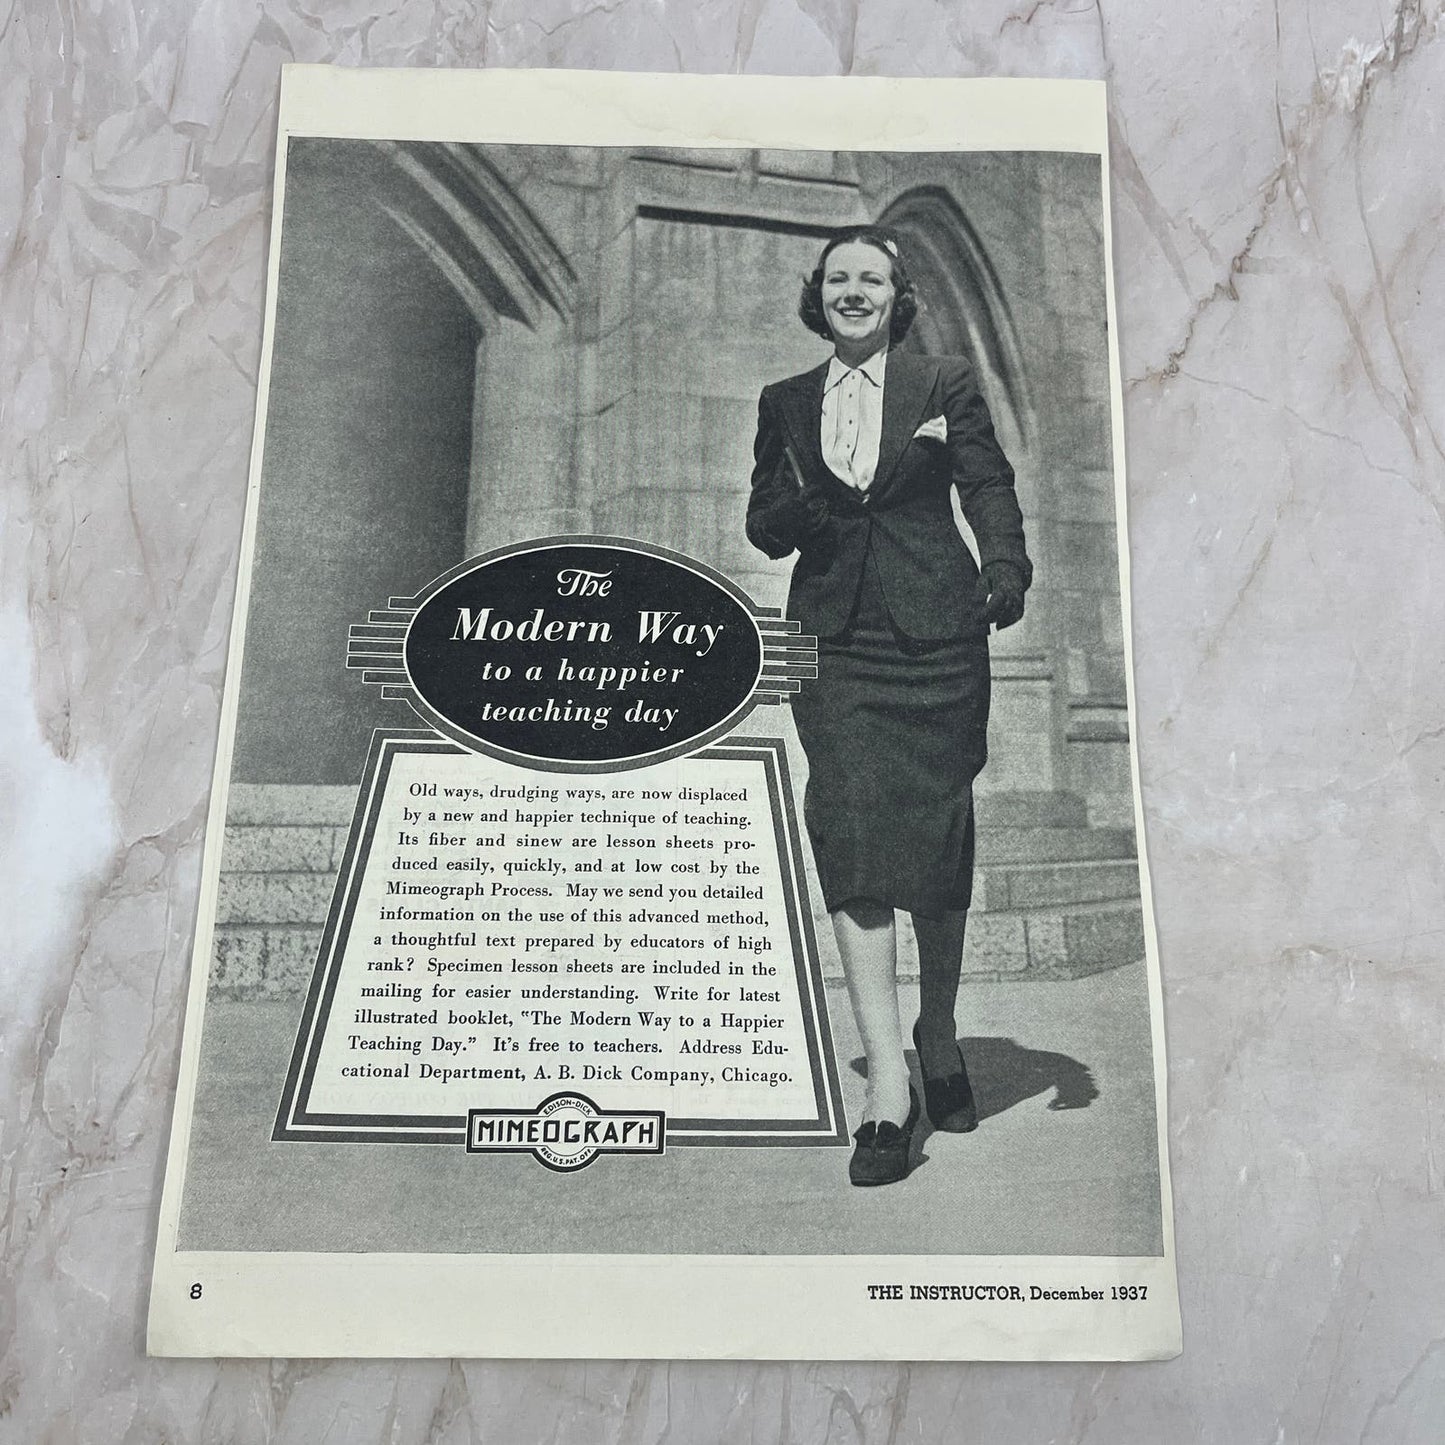 The
Modern Way
to a happier
teaching day
Old ways, drudging ways, are now displaced
by a new and happier technique of teaching.
Its fiber and sinew are lesson sheets pro-
duced easily, quickly, and at low cost by the
Mimeograph Process. May we send you detailed
information on the use of this advanced method,
a thoughtful text prepared by educators of high
rank? Specimen lesson sheets are included in the
mailing for easier understanding. Write for latest
illustrated booklet, "The Modern Way to a Happier
Teaching Day." It's free to teachers. Address Edu-
cational Department, A. B. Dick Company, Chicago.
EDISON-DICK
MIMEOGRAPH
REG. U.S. PAT. OFF.
8
THE INSTRUCTOR, December 1937